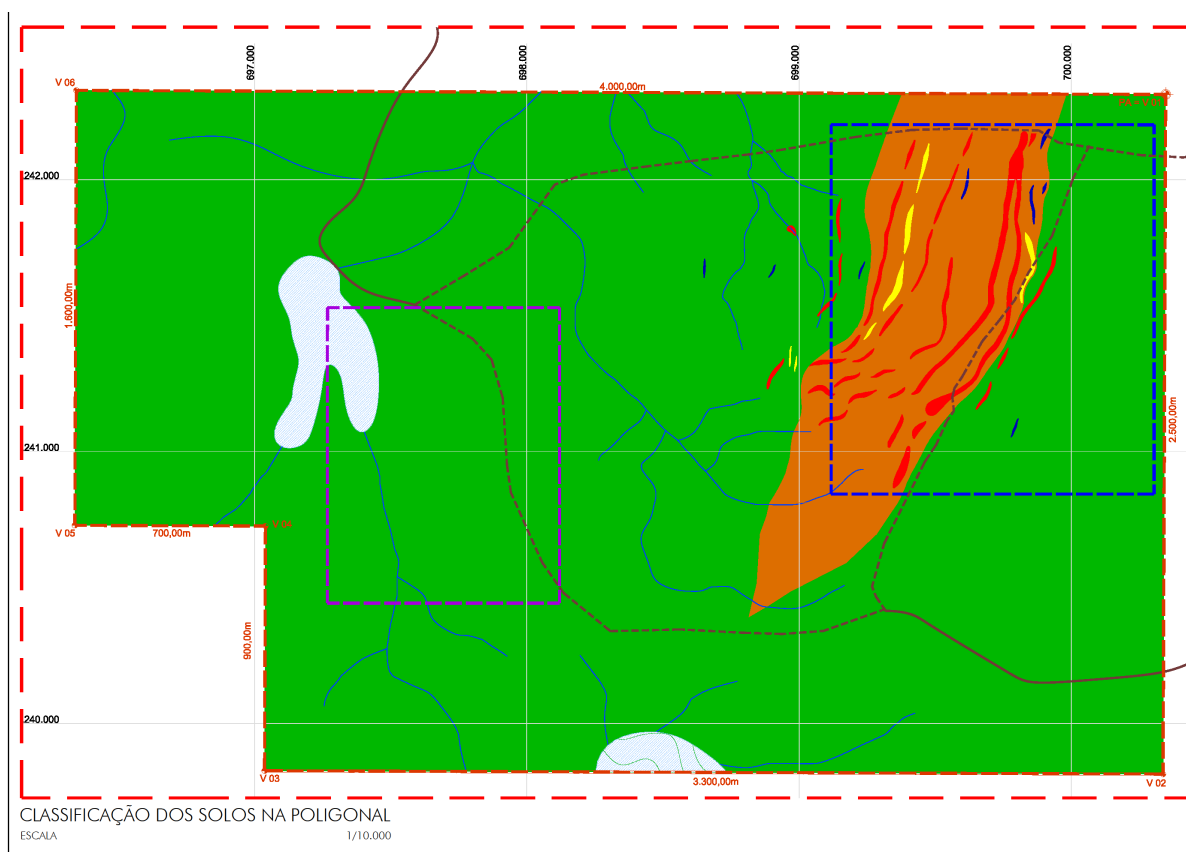 697.000
698.000
699.000
700.000
V 06
4.000,00m
242.000
1.600,00m
241.000
2.500,00m
V 05
700,00m
V 04
900,00m
240.000
V 03
3.300,00m
V 02
CLASSIFICAÇÃO DOS SOLOS NA POLIGONAL
ESCALA 1/10.000